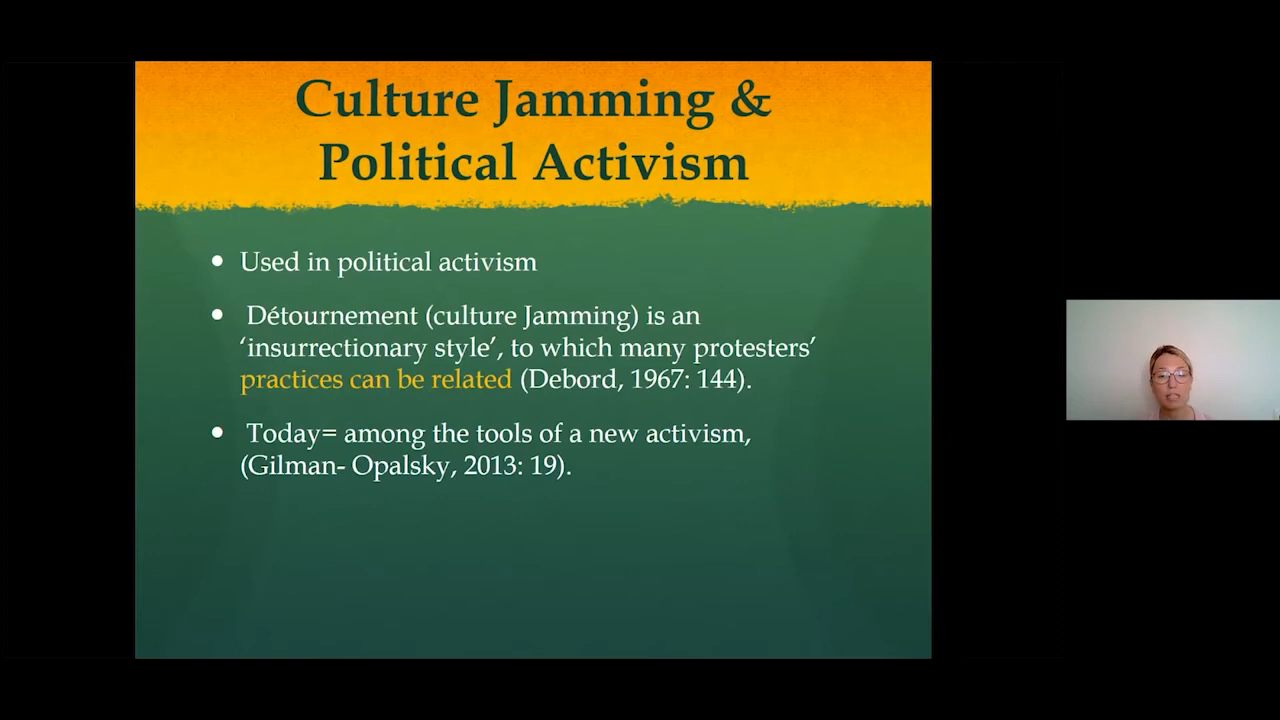 Culture Jamming &
Political Activism
• Used in political activism
• Détournement (culture Jamming) is an
‘insurrectionary style’, to which many protesters’
practices can be related (Debord, 1967: 144).
• Today= among the tools of a new activism,
(Gilman- Opalsky, 2013: 19).